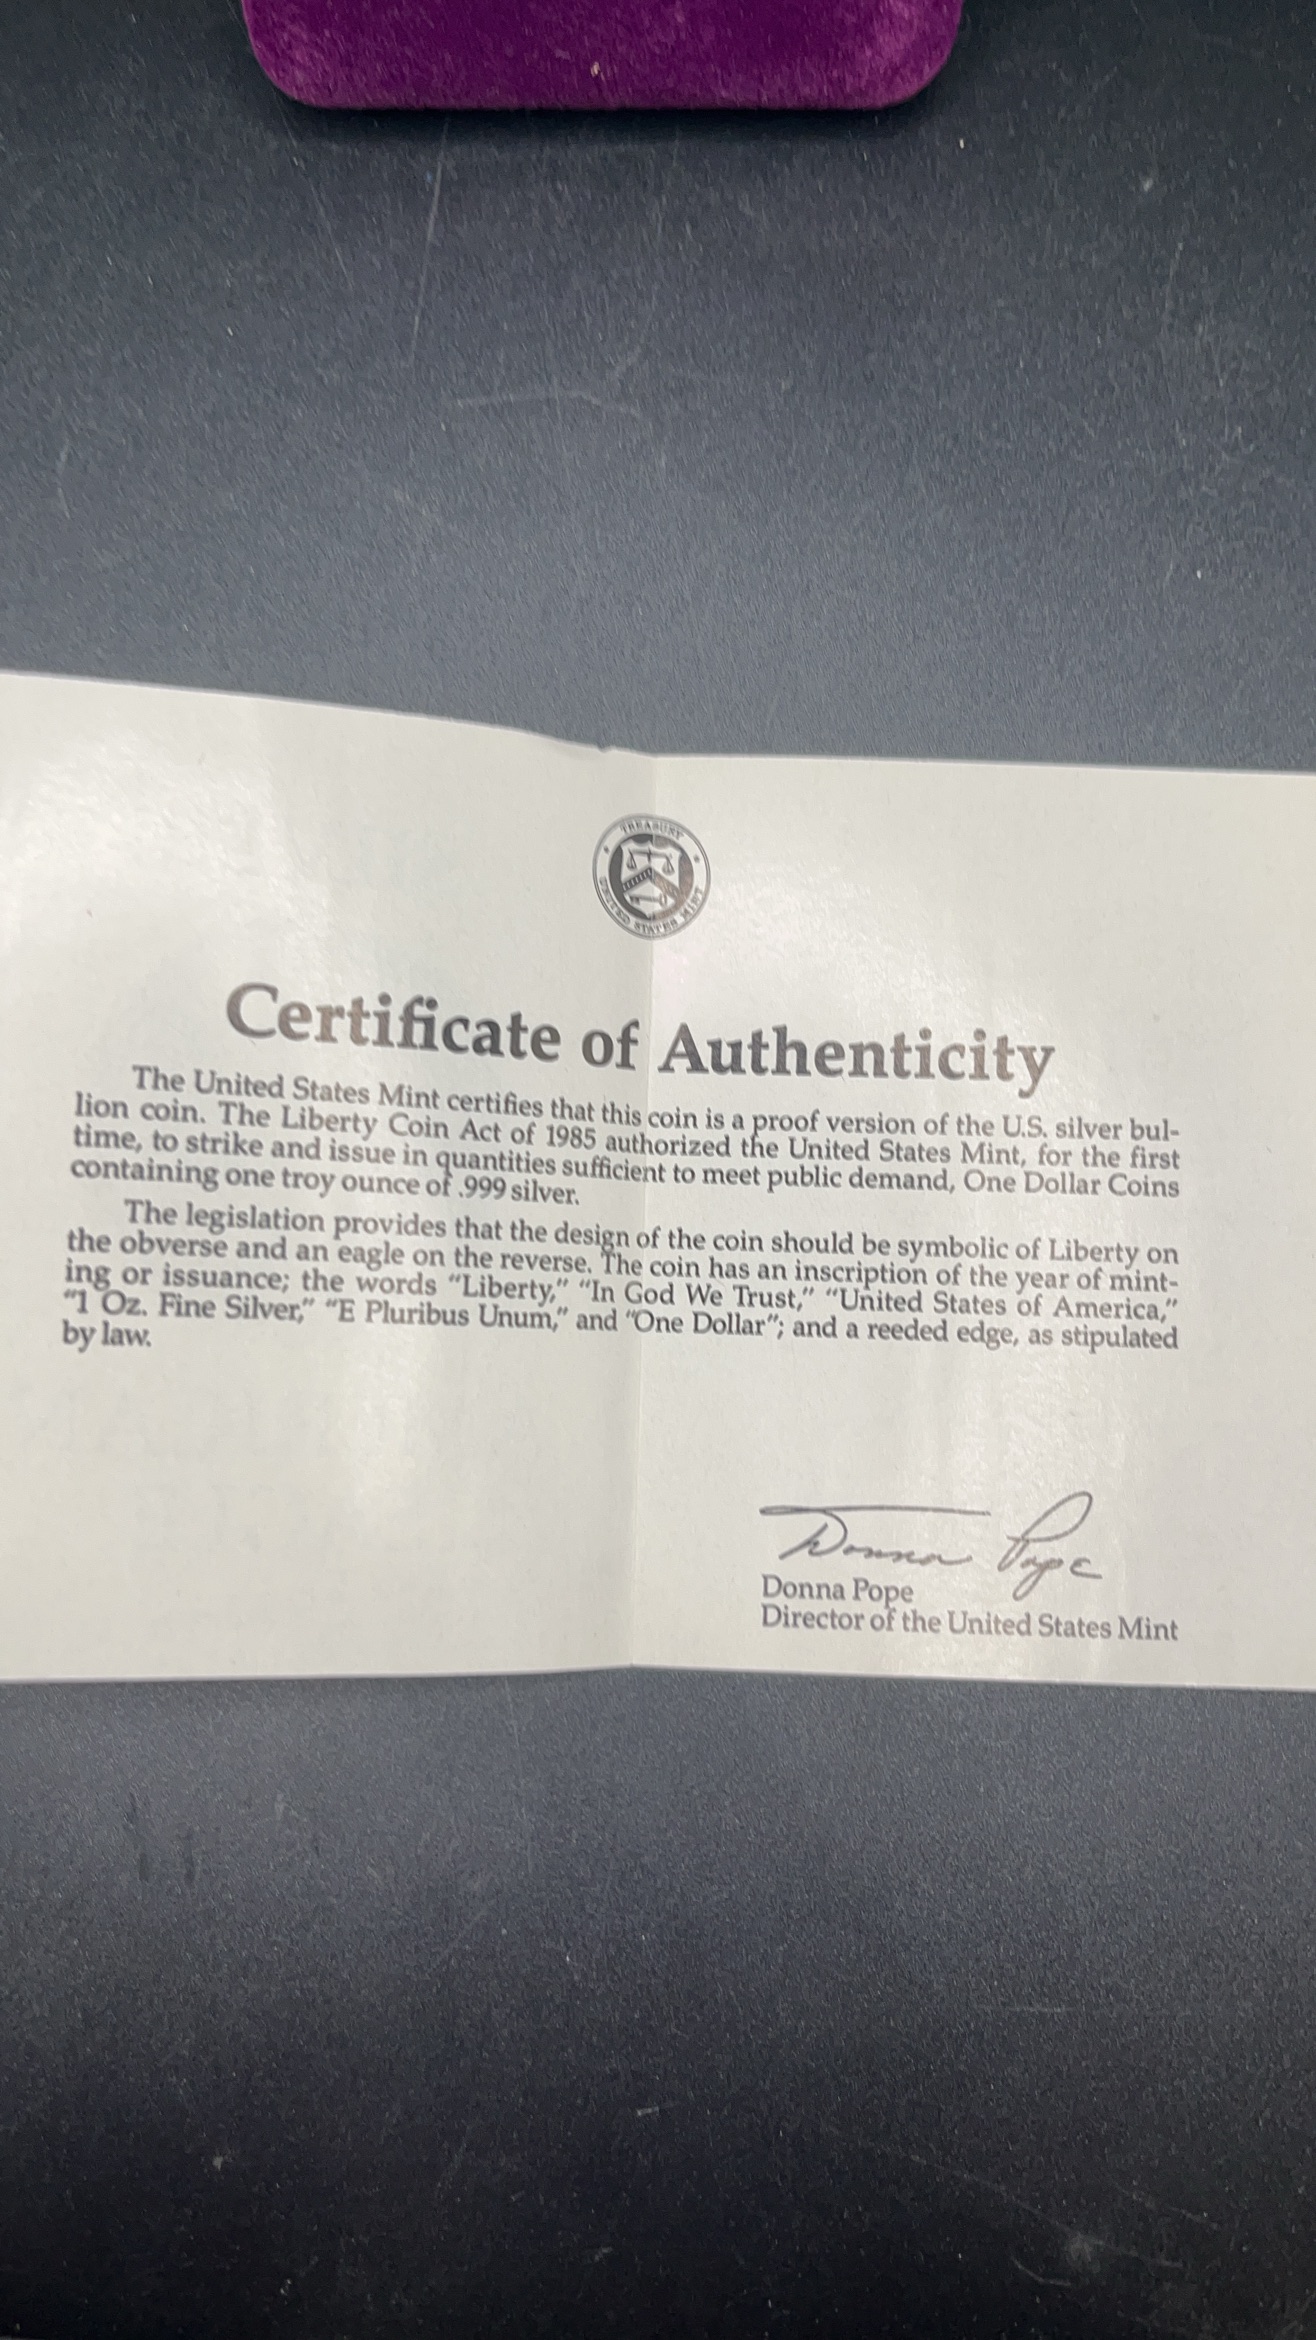 TREASURY
UNITED STATES MINT
Certificate of Authenticity
The United States Mint certifies that this coin is a proof version of the U.S. silver bul-
lion coin. The Liberty Coin Act of 1985 authorized the United States Mint, for the first
time, to strike and issue in quantities sufficient to meet public demand, One Dollar Coins
containing one troy ounce of .999 silver.
The legislation provides that the design of the coin should be symbolic of Liberty on
the obverse and an eagle on the reverse. The coin has an inscription of the year of mint-
ing or issuance; the words “Liberty,” “In God We Trust,” “United States of America,”
“1 Oz. Fine Silver,” “E Pluribus Unum,” and “One Dollar”; and a reeded edge, as stipulated
by law.
Donna Pope
Donna Pope
Director of the United States Mint